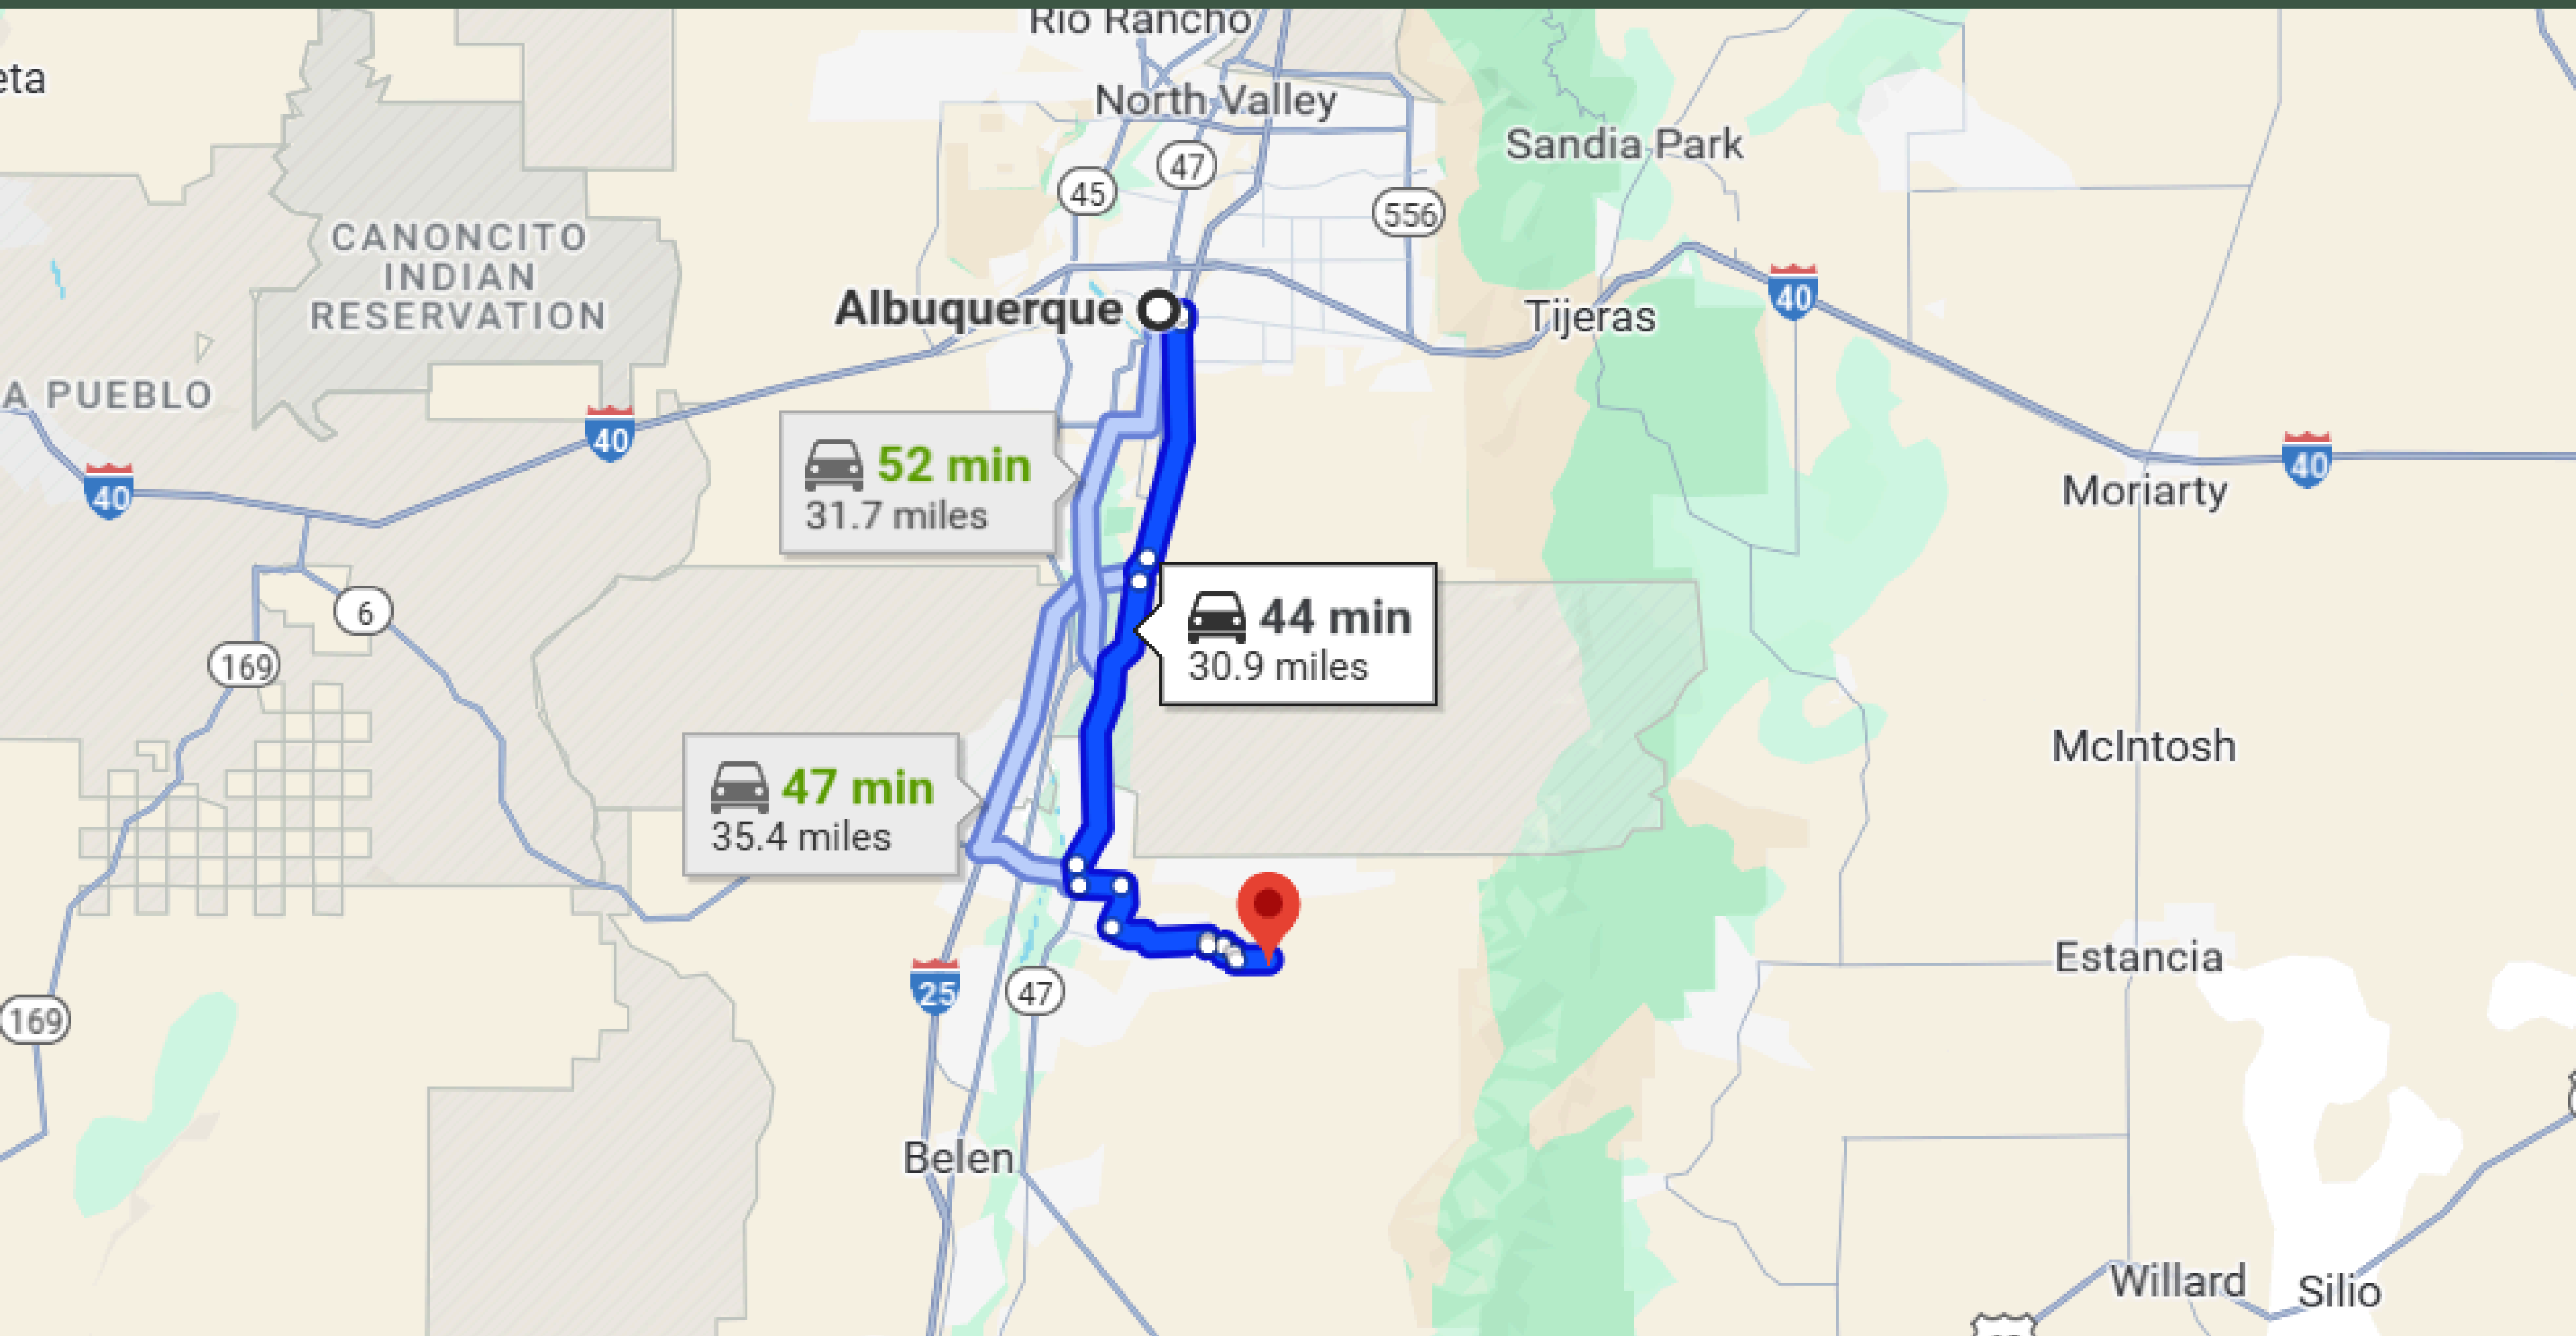 Rio Rancho
eta
North Valley
Sandia Park
47
45
556
CANONCITO
INDIAN
RESERVATION
40
Albuquerque
Tijeras
A PUEBLO
40
52 min
31.7 miles
40
40
Moriarty
6
44 min
30.9 miles
169
McIntosh
47 min
35.4 miles
Estancia
25
47
169
Belen
Willard
Silio